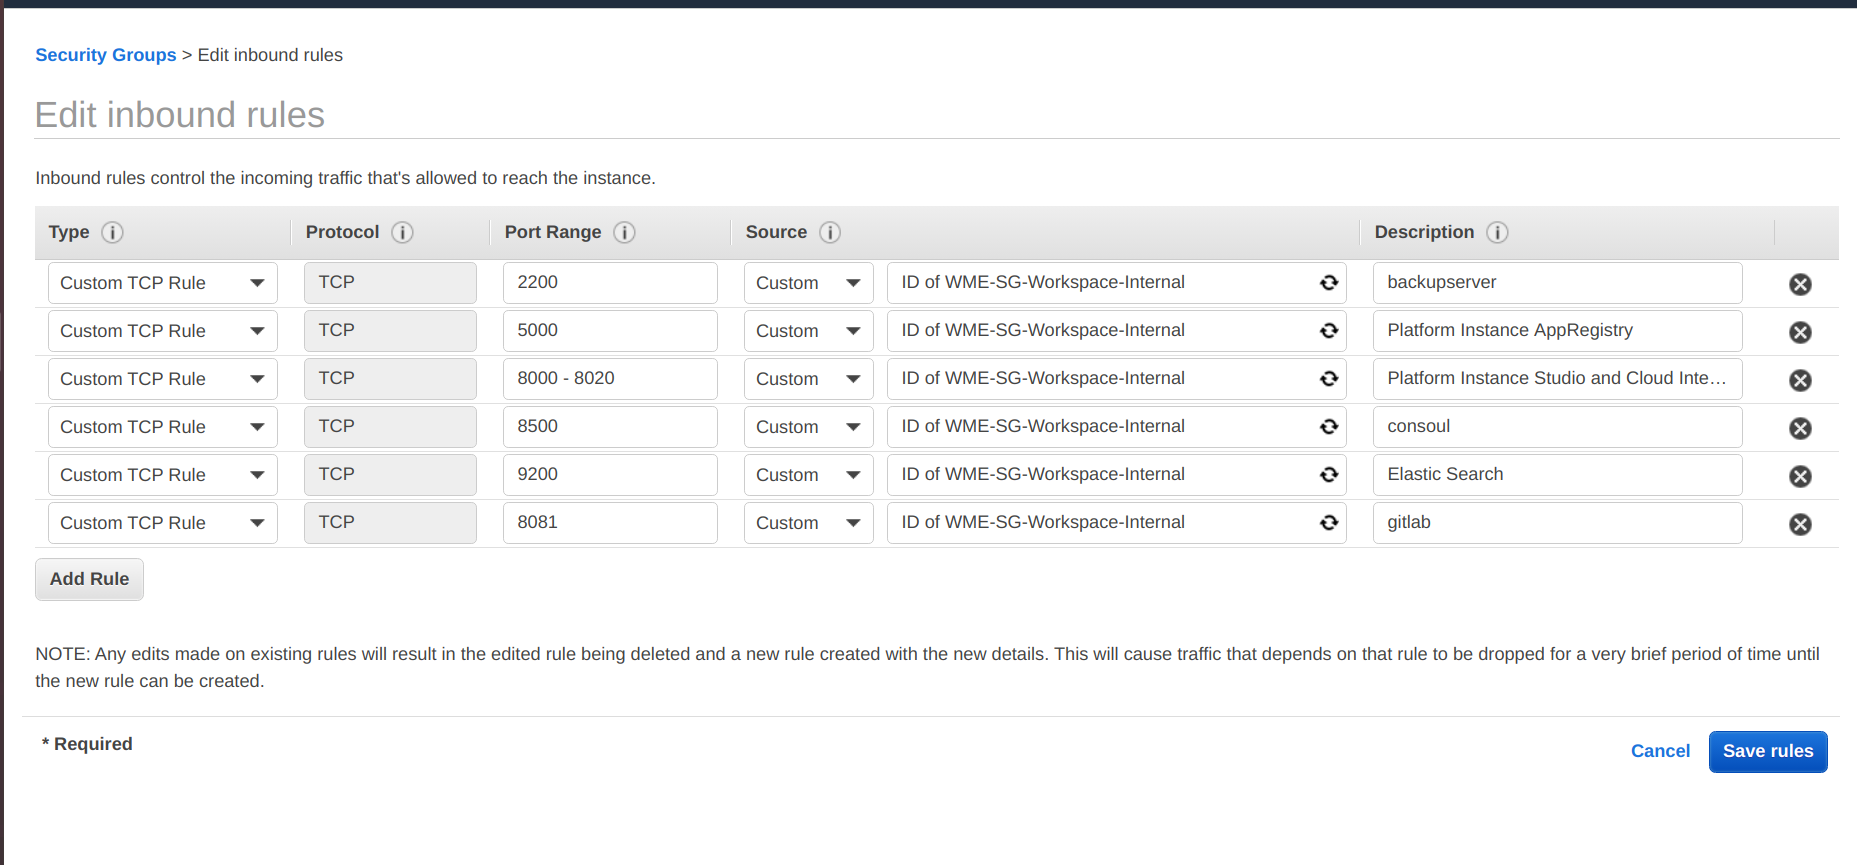 Security Groups > Edit inbound rules
Edit inbound rules
Inbound rules control the incoming traffic that's allowed to reach the instance.
Type Protocol Port Range Source Description
Custom TCP Rule TCP 2200 Custom ID of WME-SG-Workspace-Internal backupserver
Custom TCP Rule TCP 5000 Custom ID of WME-SG-Workspace-Internal Platform Instance AppRegistry
Custom TCP Rule TCP 8000 - 8020 Custom ID of WME-SG-Workspace-Internal Platform Instance Studio and Cloud Inte…
Custom TCP Rule TCP 8500 Custom ID of WME-SG-Workspace-Internal consoul
Custom TCP Rule TCP 9200 Custom ID of WME-SG-Workspace-Internal Elastic Search
Custom TCP Rule TCP 8081 Custom ID of WME-SG-Workspace-Internal gitlab
Add Rule
NOTE: Any edits made on existing rules will result in the edited rule being deleted and a new rule created with the new details. This will cause traffic that depends on that rule to be dropped for a very brief period of time until
the new rule can be created.
* Required
Cancel Save rules